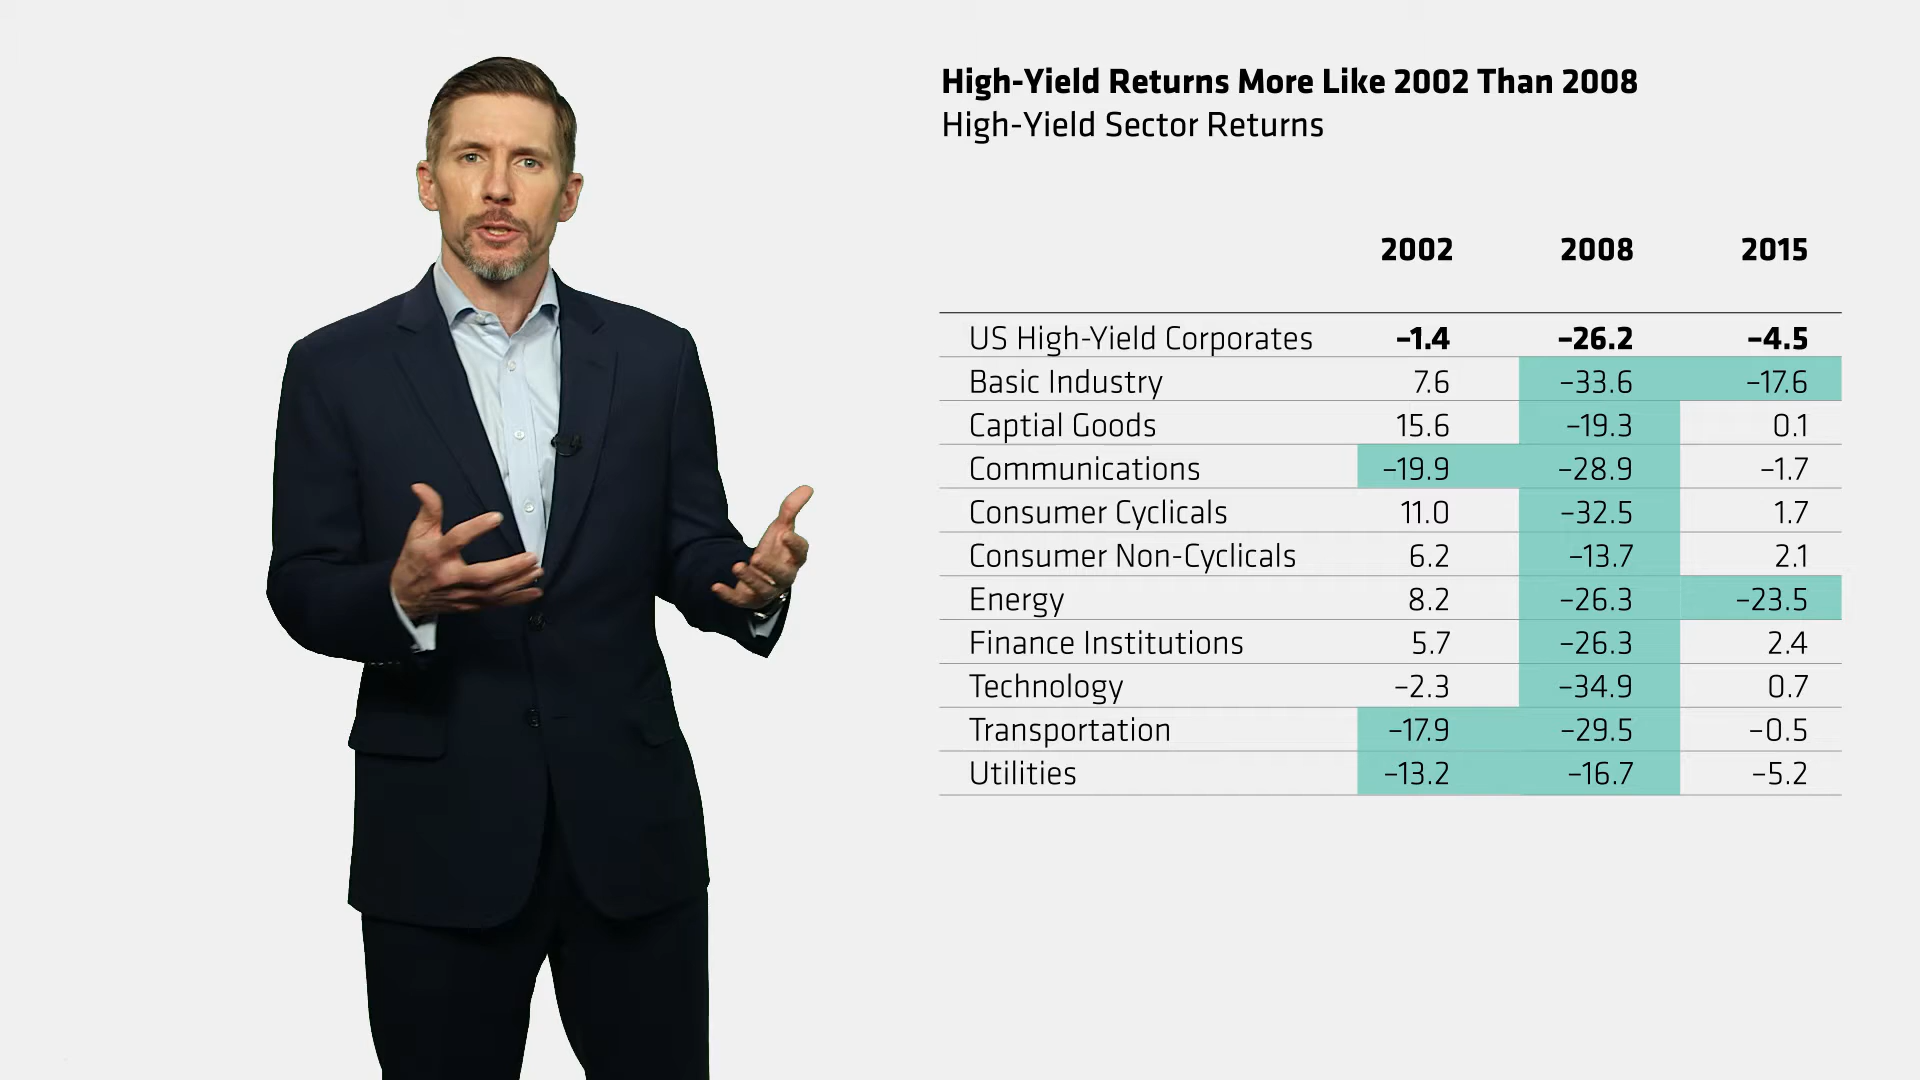 High-Yield Returns More Like 2002 Than 2008
High-Yield Sector Returns
2002 2008 2015
US High-Yield Corporates –1.4 –26.2 –4.5
Basic Industry 7.6 –33.6 –17.6
Captial Goods 15.6 –19.3 0.1
Communications –19.9 –28.9 –1.7
Consumer Cyclicals 11.0 –32.5 1.7
Consumer Non-Cyclicals 6.2 –13.7 2.1
Energy 8.2 –26.3 –23.5
Finance Institutions 5.7 –26.3 2.4
Technology –2.3 –34.9 0.7
Transportation –17.9 –29.5 –0.5
Utilities –13.2 –16.7 –5.2